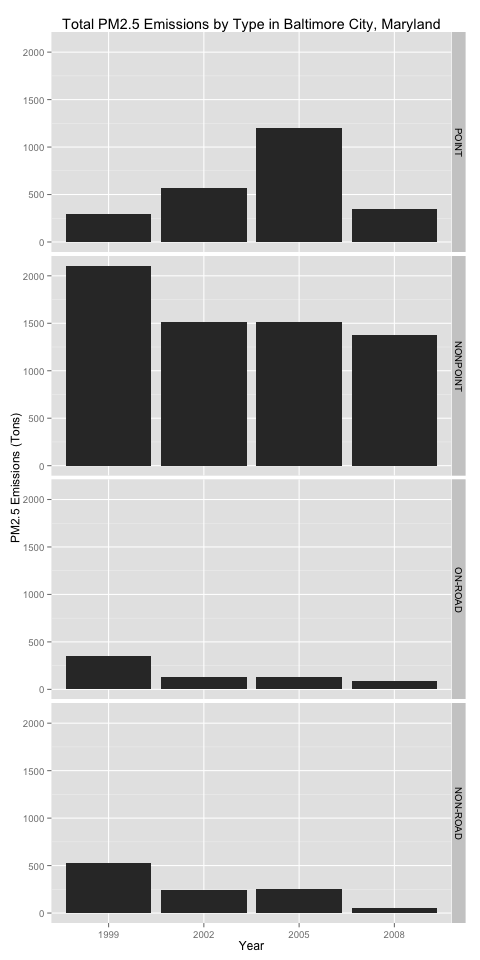 Total PM2.5 Emissions by Type in Baltimore City, Maryland
2000
1500
1000
500
0
POINT
2000
1500
1000
500
0
NONPOINT
PM2.5 Emissions (Tons)
2000
1500
1000
500
0
ON-ROAD
2000
1500
1000
500
0
NON-ROAD
1999 2002 2005 2008
Year